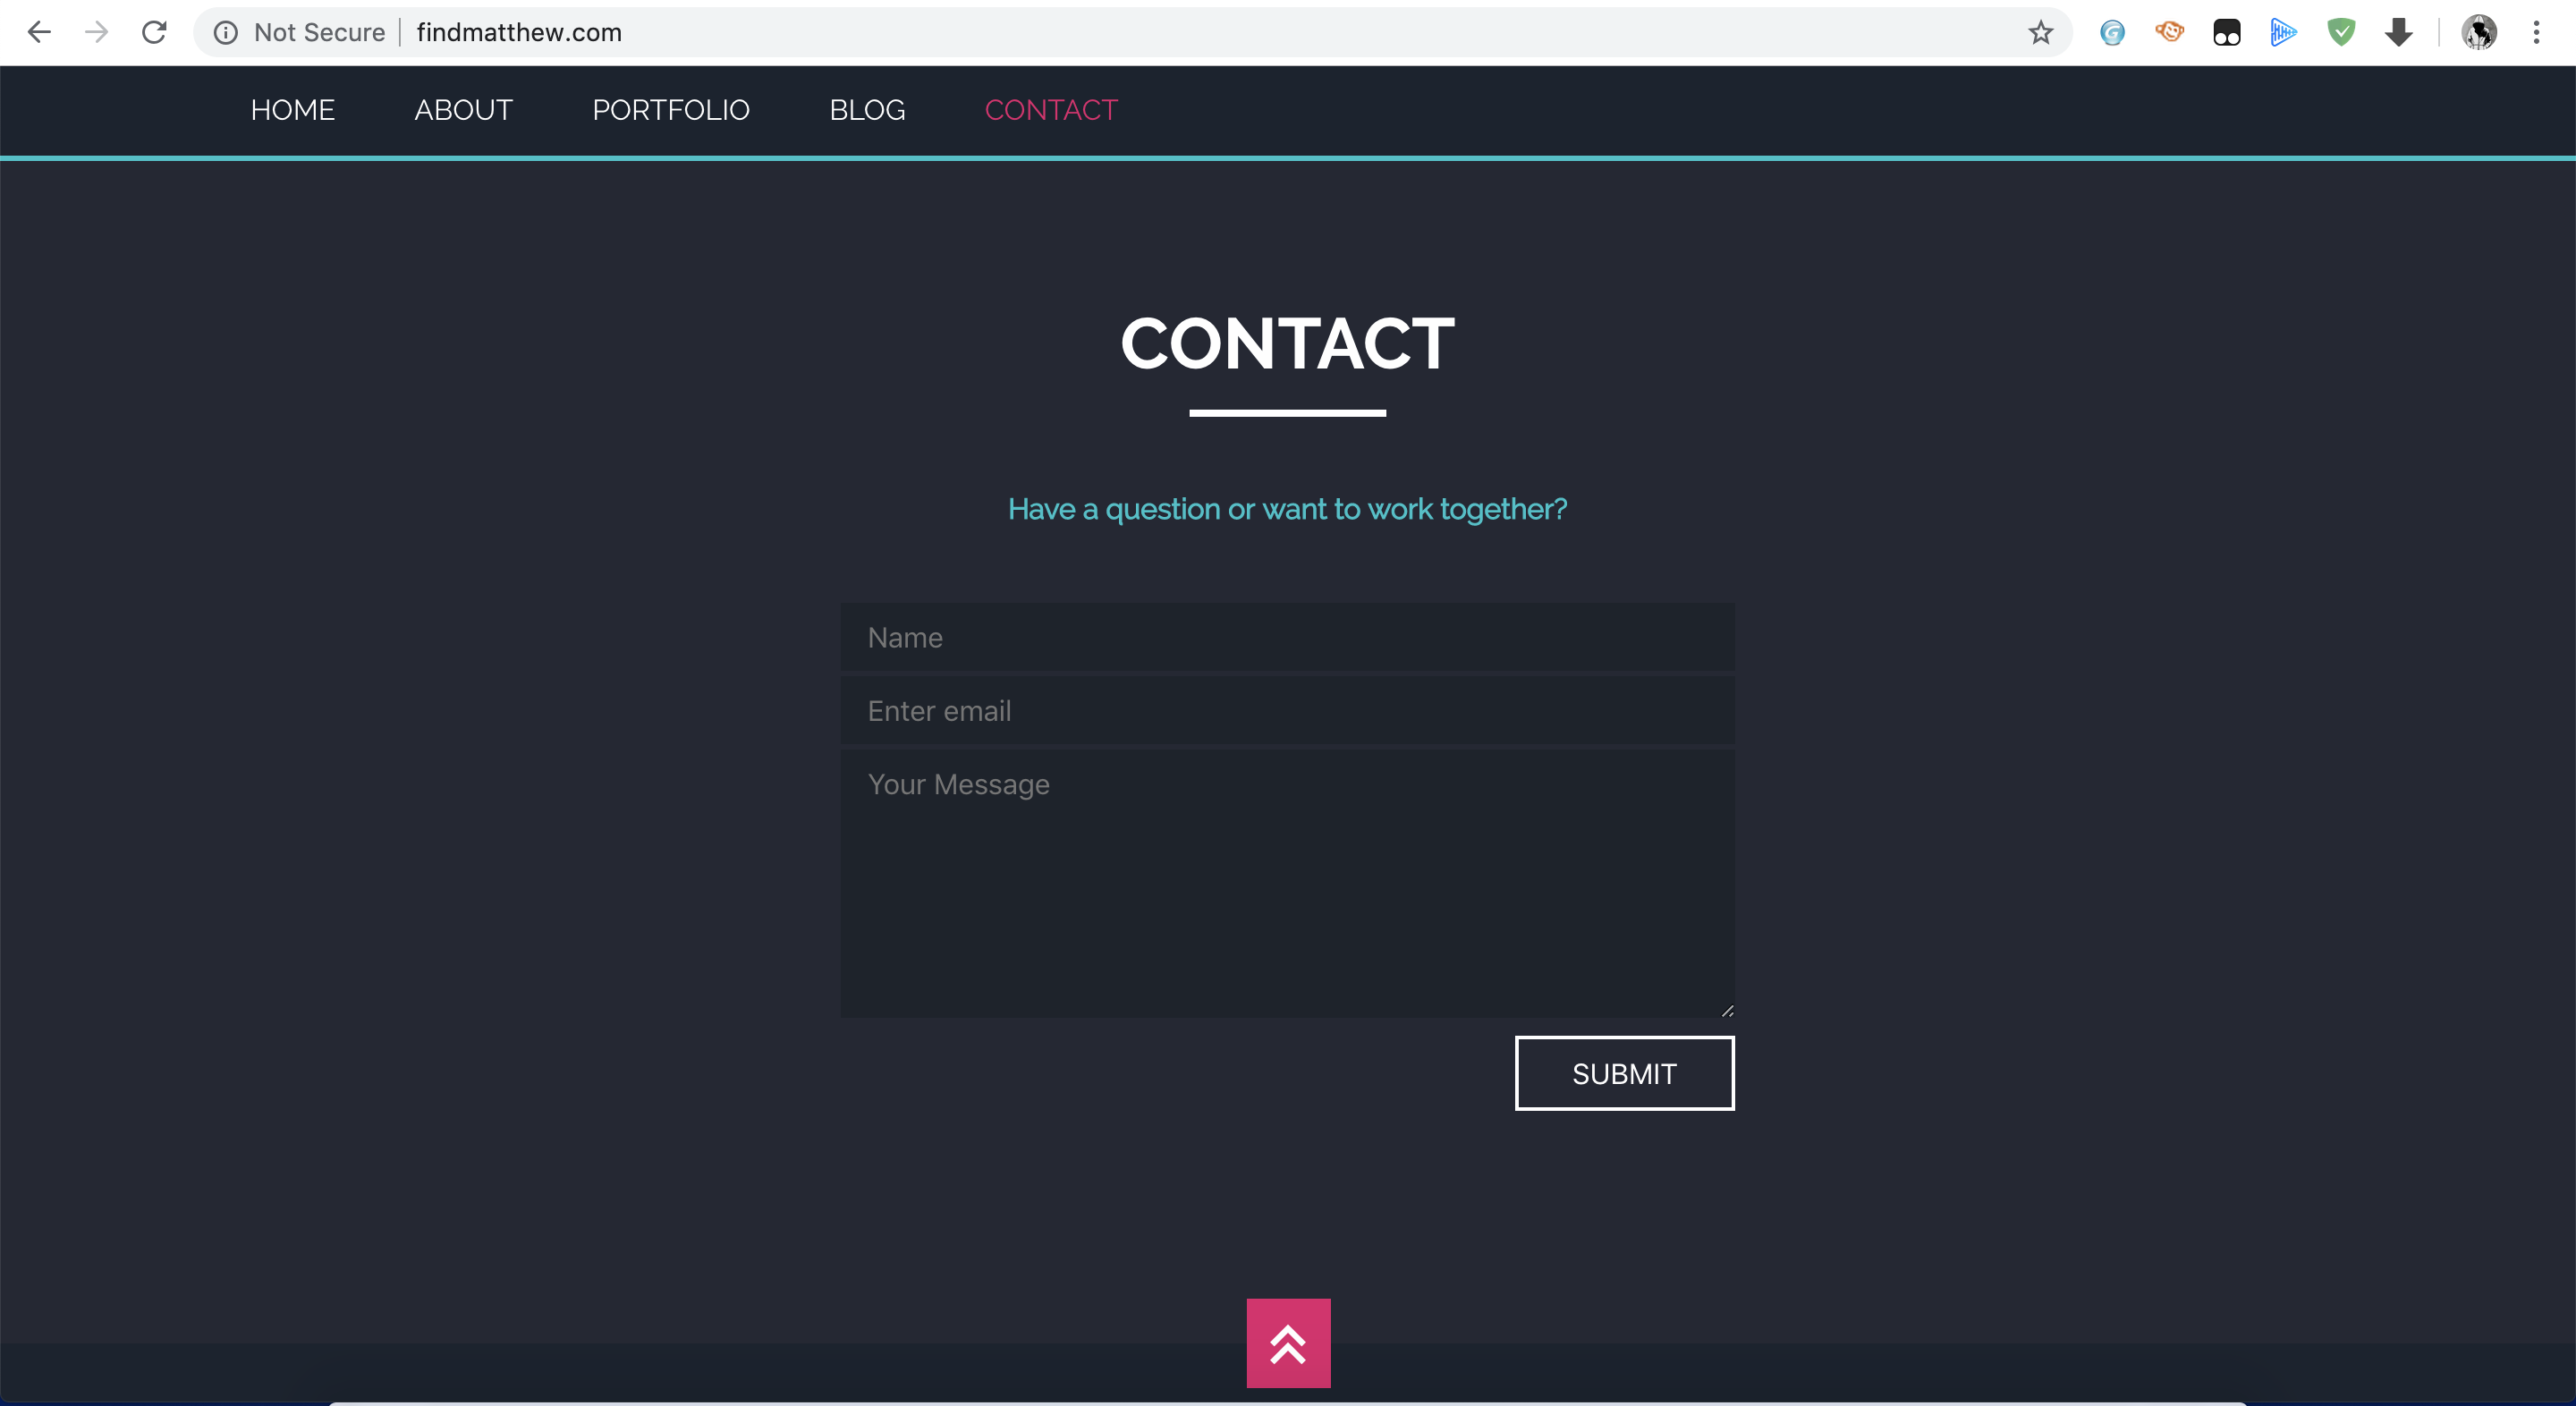 Not Secure findmatthew.com
HOME ABOUT PORTFOLIO BLOG CONTACT
CONTACT
Have a question or want to work together?
Name
Enter email
Your Message
SUBMIT